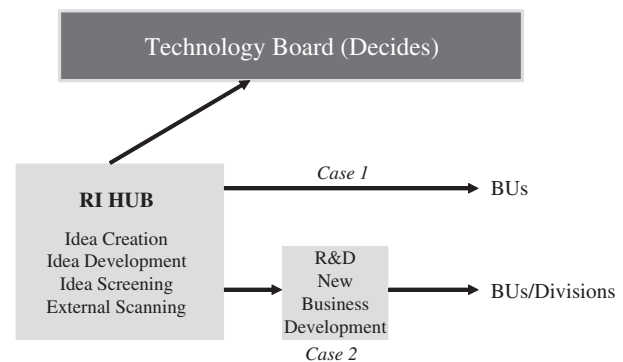 Technology Board (Decides)
Case 1
RI HUB
BUs
Idea Creation
Idea Development
Idea Screening
External Scanning
R&D
New
Business
Development
BUs/Divisions
Case 2